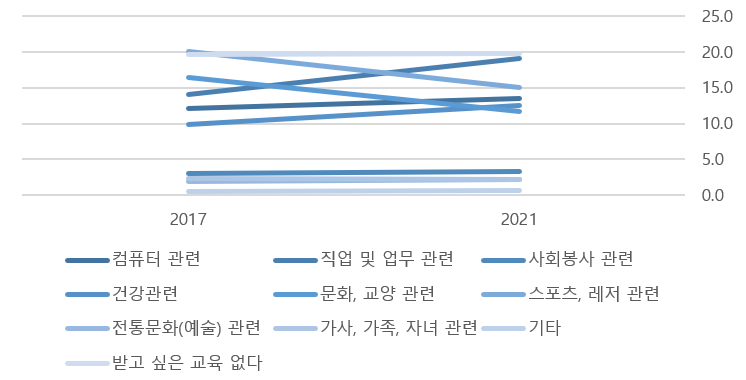 25.0
20.0
15.0
10.0
5.0
0.0
2017 2021
컴퓨터 관련 직업 및 업무 관련 사회봉사 관련
건강관련 문화, 교양 관련 스포츠, 레저 관련
전통문화(예술) 관련 가사, 가족, 자녀 관련 기타
받고 싶은 교육 없다